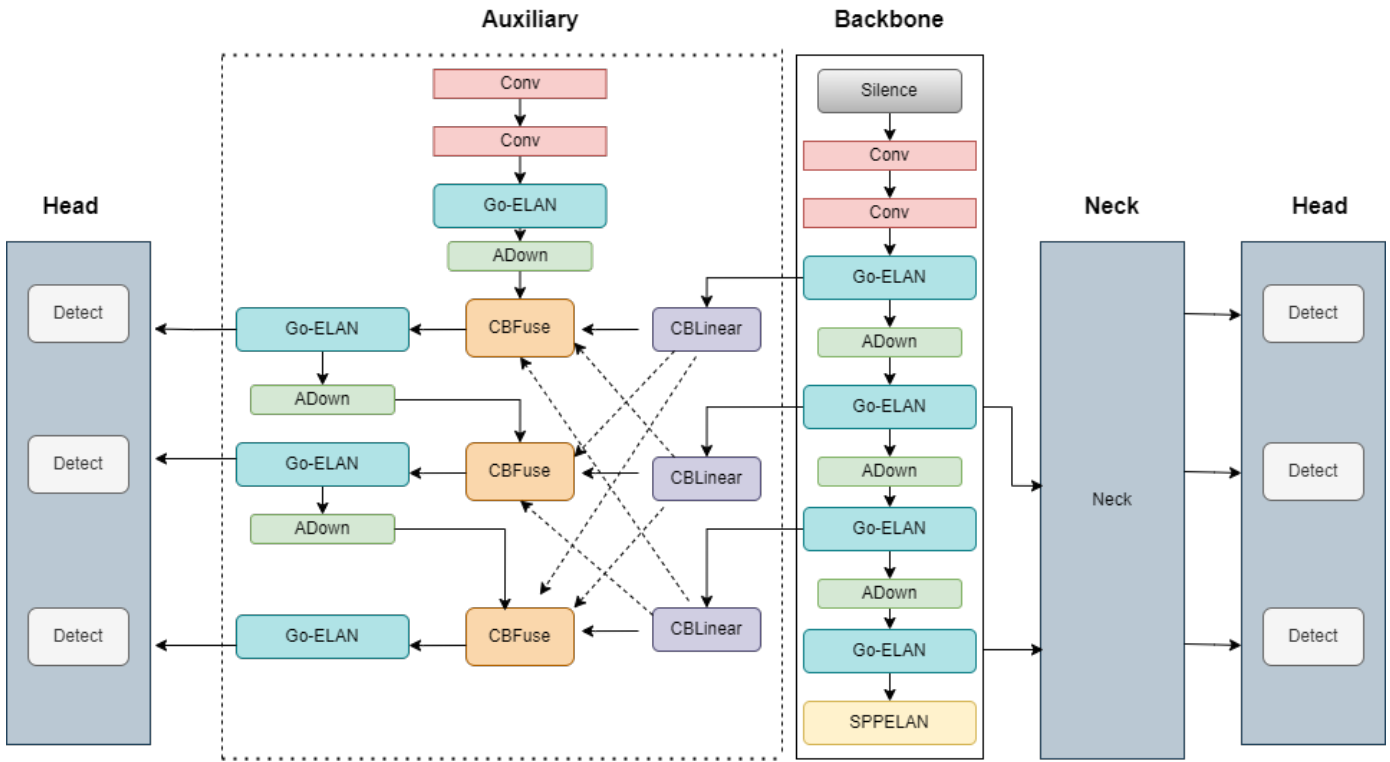 Auxiliary
Backbone
Head
Neck
Head
Conv
Conv
Go-ELAN
ADown
CBFuse
CBLinear
Go-ELAN
ADown
CBFuse
CBLinear
Go-ELAN
ADown
CBFuse
CBLinear
Go-ELAN
Silence
Conv
Conv
Go-ELAN
ADown
Go-ELAN
ADown
Go-ELAN
ADown
Go-ELAN
SPPELAN
Detect
Detect
Detect
Neck
Detect
Detect
Detect